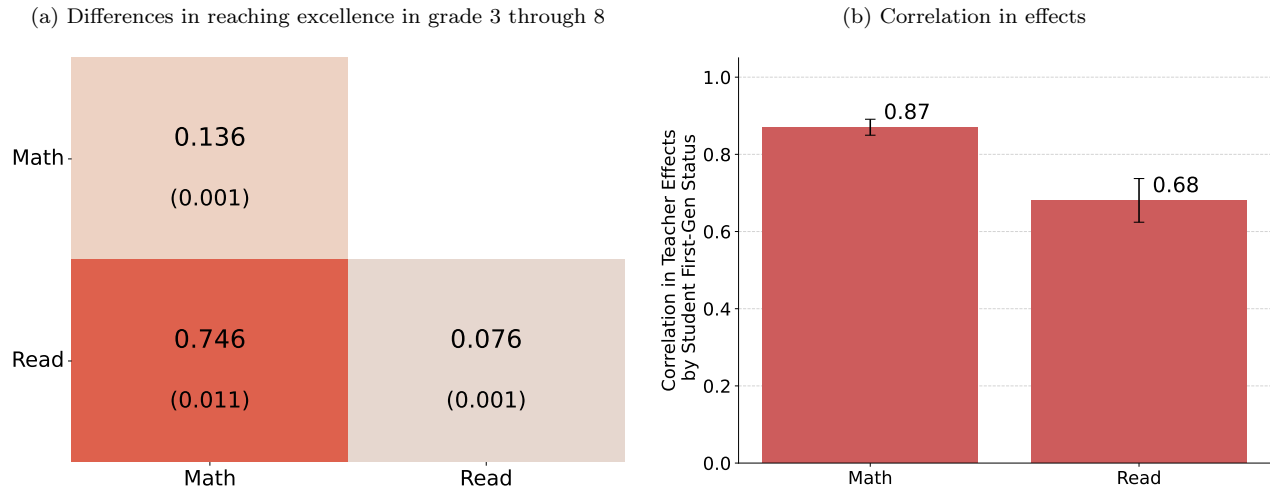 (a) Differences in reaching excellence in grade 3 through 8
Math
0.136
(0.001)
Read
0.746
(0.011)
0.076
(0.001)
Math
Read
(b) Correlation in effects
Correlation in Teacher Effects
by Student First-Gen Status
1.0
0.8
0.6
0.4
0.2
0.0
0.87
0.68
Math
Read